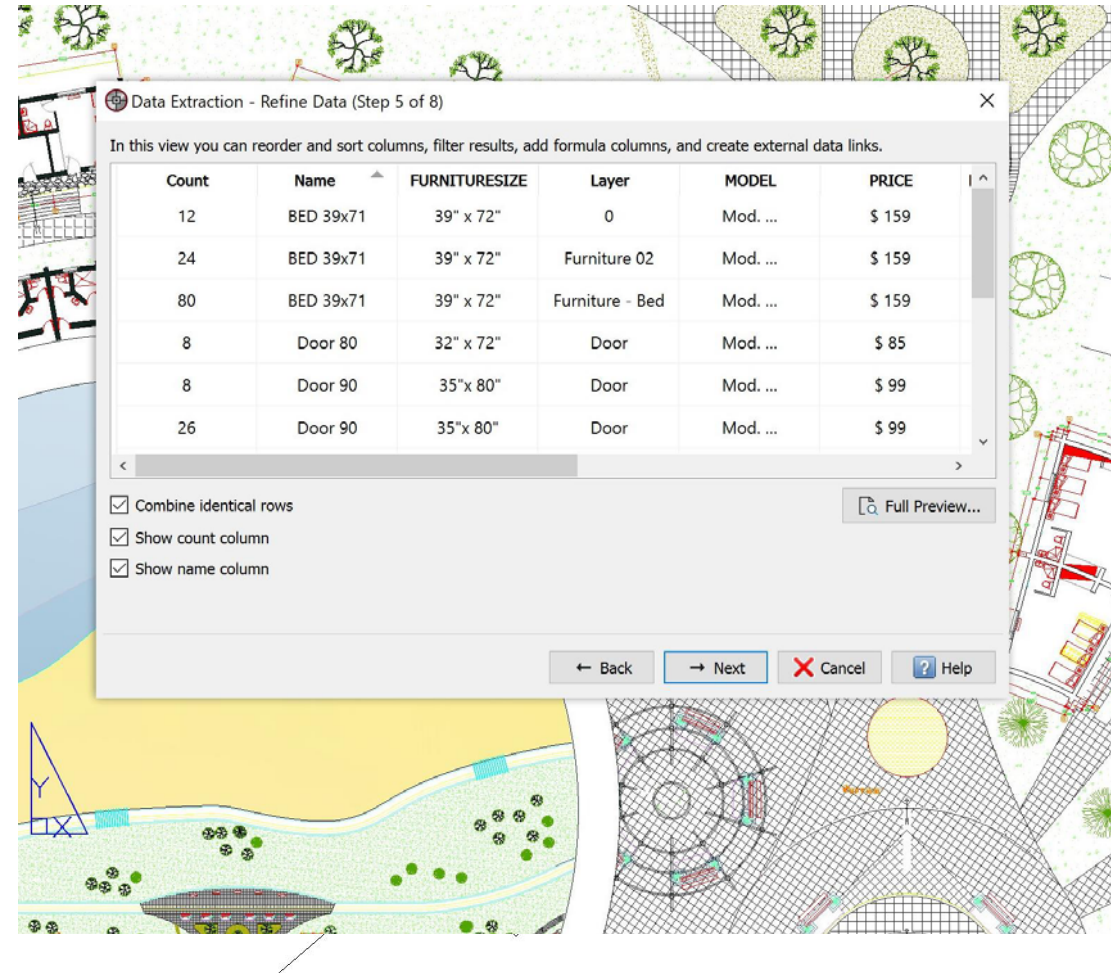 Data Extraction - Refine Data (Step 5 of 8)
In this view you can reorder and sort columns, filter results, add formula columns, and create external data links.
Count Name FURNITURESIZE Layer MODEL PRICE
12 BED 39x71 39" x 72" 0 Mod. ... $ 159
24 BED 39x71 39" x 72" Furniture 02 Mod. ... $ 159
80 BED 39x71 39" x 72" Furniture - Bed Mod. ... $ 159
8 Door 80 32" x 72" Door Mod. ... $ 85
8 Door 90 35"x 80" Door Mod. ... $ 99
26 Door 90 35"x 80" Door Mod. ... $ 99
Combine identical rows
Full Preview...
Show count column
Show name column
← Back → Next Cancel ? Help
Y
X